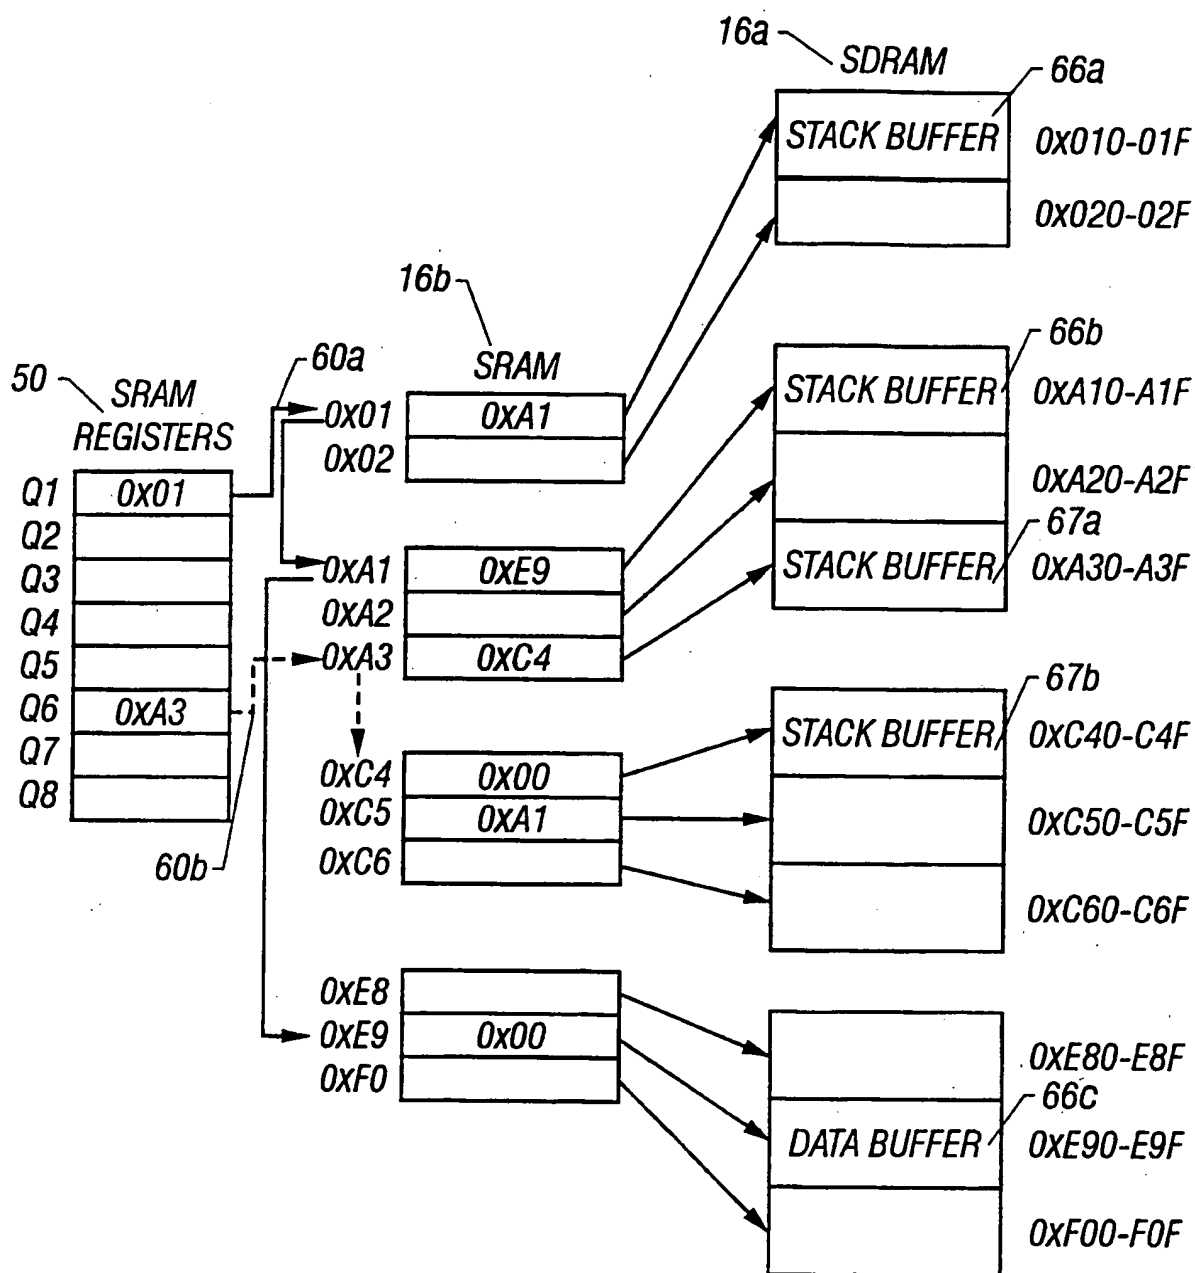 16a
SDRAM
66a
STACK BUFFER
0X010-01F
0X020-02F
16b
66b
50
SRAM
REGISTERS
60a
SRAM
0X01
0XA1
0X02
STACK BUFFER
0XA10-A1F
0XA20-A2F
67a
STACK BUFFER
0XA30-A3F
Q1
0X01
Q2
Q3
Q4
Q5
Q6
0XA3
Q7
Q8
60b
0XA1
0XE9
0XA2
0XA3
0XC4
67b
STACK BUFFER
0XC40-C4F
0XC4
0X00
0XC5
0XA1
0XC6
0XC50-C5F
0XC60-C6F
0XE8
0XE9
0X00
0XF0
0XE80-E8F
66c
DATA BUFFER
0XE90-E9F
0XF00-F0F